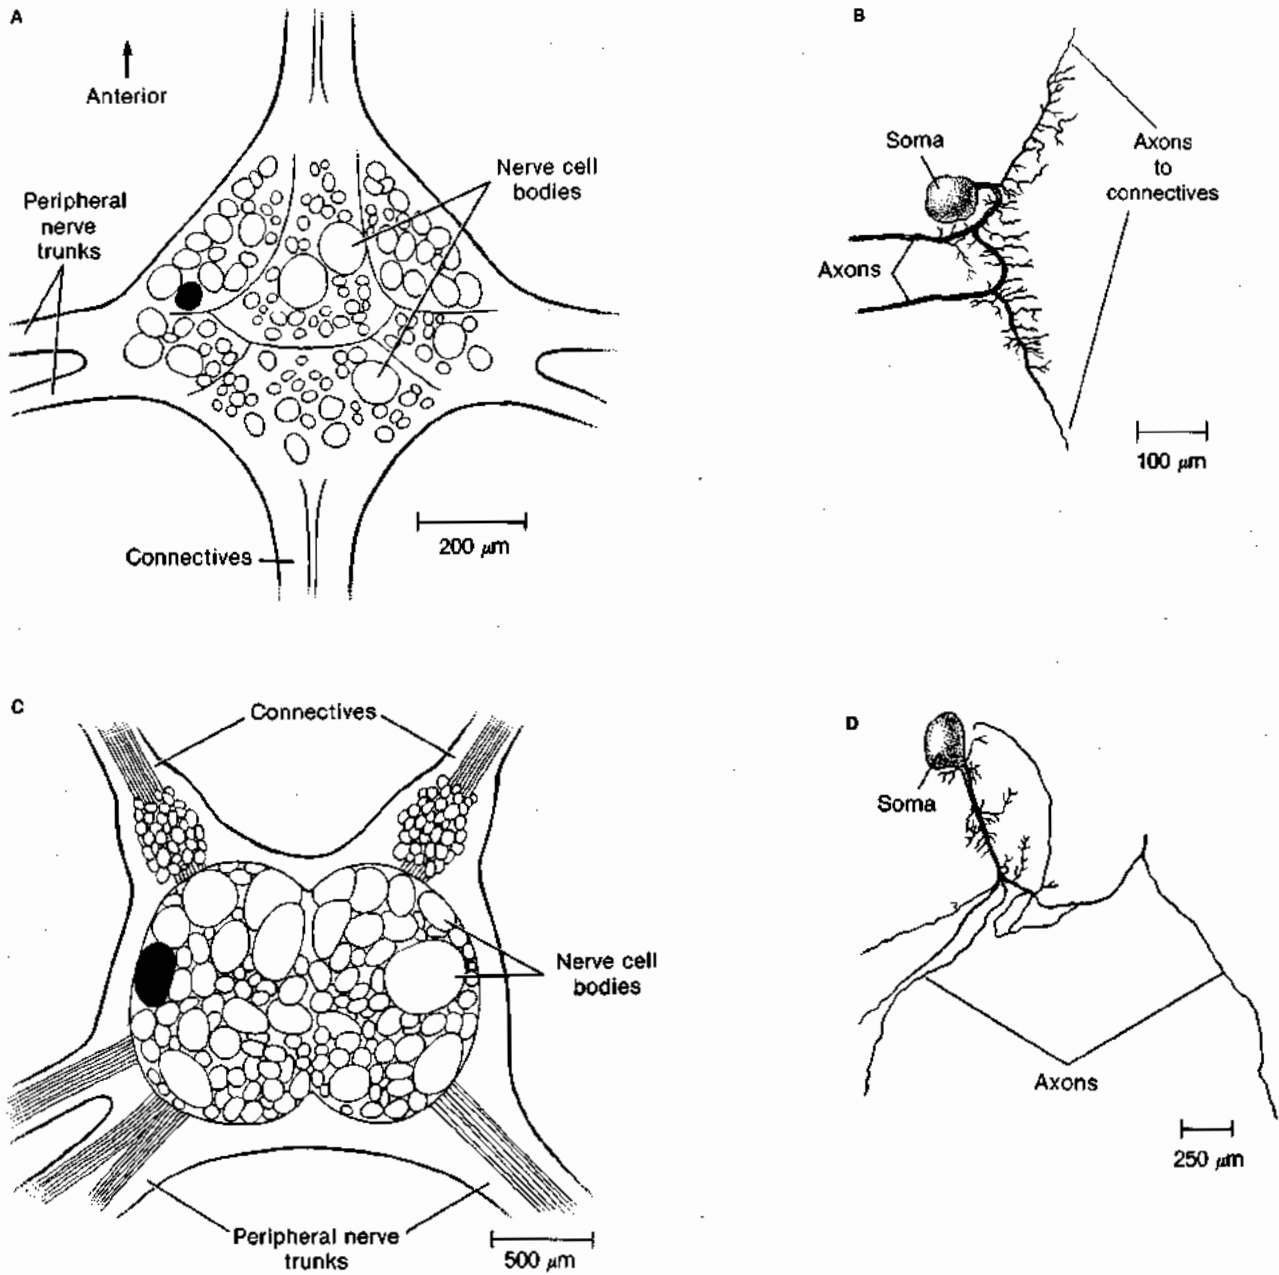 A
Anterior
Peripheral
nerve
trunks
Nerve cell
bodies
Connectives
200 μm
B
Soma
Axons
to
connectives
Axons
100 μm
C
Connectives
Nerve cell
bodies
Peripheral nerve
trunks
500 μm
D
Soma
Axons
250 μm